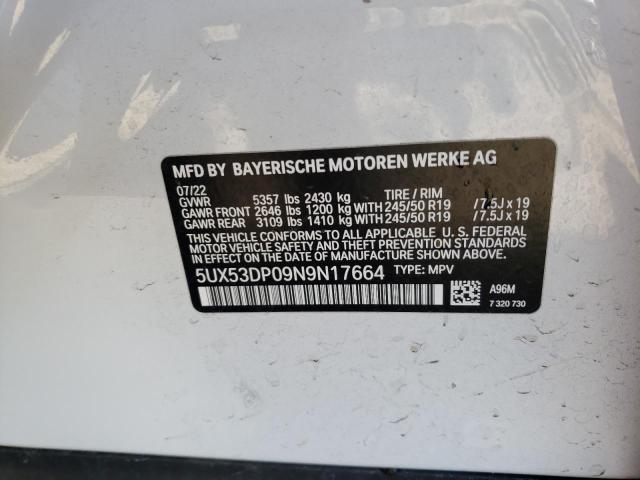 MFD BY BAYERISCHE MOTOREN WERKE AG
07/22
GVWR 5357 lbs 2430 kg TIRE / RIM
GAWR FRONT 2646 lbs 1200 kg WITH 245/50 R19 /7.5J x 19
GAWR REAR 3109 lbs 1410 kg WITH 245/50 R19 /7.5J x 19
THIS VEHICLE CONFORMS TO ALL APPLICABLE U. S. FEDERAL
MOTOR VEHICLE SAFETY, BUMPER, AND THEFT PREVENTION STANDARDS
IN EFFECT ON THE DATE OF MANUFACTURE SHOWN ABOVE.
5UX53DP09N9N17664 TYPE: MPV
A96M
7 320 730